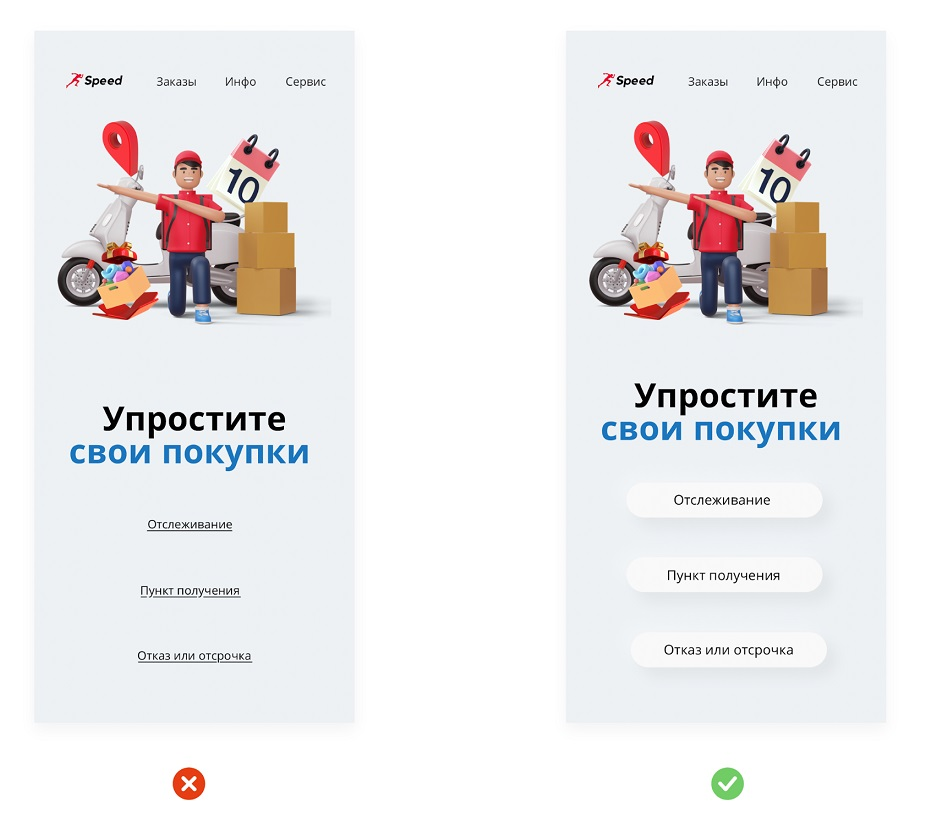 Speed
Заказы
Инфо
Сервис
10
Упростите
свои покупки
Отслеживание
Пункт получения
Отказ или отсрочка
Speed
Заказы
Инфо
Сервис
10
Упростите
свои покупки
Отслеживание
Пункт получения
Отказ или отсрочка